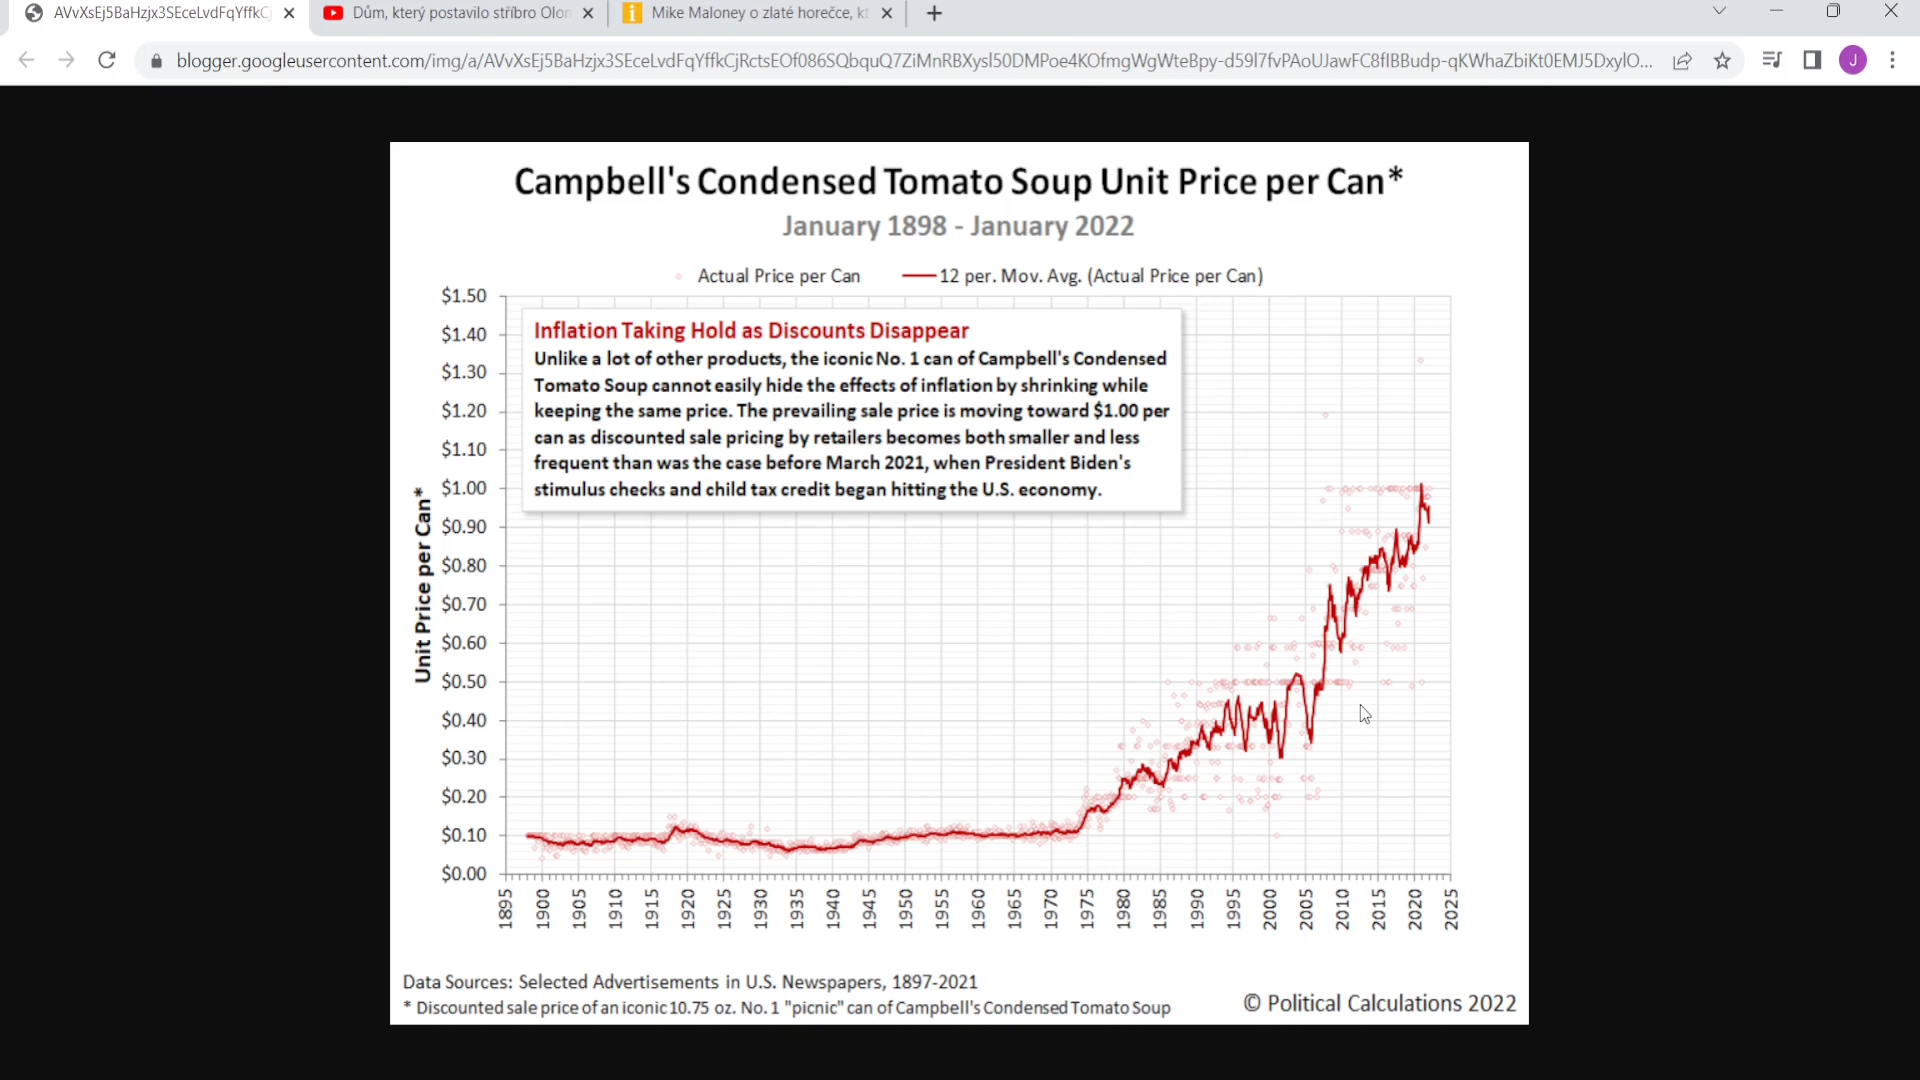 AVvXsEj5BaHzjx3SEceLvdFqYffkC
Dům, který postavilo stříbro Olon
Mike Maloney o zlaté horečce, kt
blogger.googleusercontent.com/img/a/AVvXsEj5BaHzjx3SEceLvdFqYffkCjRctsEOf086SQbquQ7ZiMnRBXysl50DMPoe4KOfmgWgWteBpy-d59l7fvPAoUJawFC8flBBudp-qKWhaZbiKt0EMJ5DxylO...
J
Campbell's Condensed Tomato Soup Unit Price per Can*
January 1898 - January 2022
Actual Price per Can
12 per. Mov. Avg. (Actual Price per Can)
Inflation Taking Hold as Discounts Disappear
Unlike a lot of other products, the iconic No. 1 can of Campbell's Condensed
Tomato Soup cannot easily hide the effects of inflation by shrinking while
keeping the same price. The prevailing sale price is moving toward $1.00 per
can as discounted sale pricing by retailers becomes both smaller and less
frequent than was the case before March 2021, when President Biden's
stimulus checks and child tax credit began hitting the U.S. economy.
Unit Price per Can*
$1.50
$1.40
$1.30
$1.20
$1.10
$1.00
$0.90
$0.80
$0.70
$0.60
$0.50
$0.40
$0.30
$0.20
$0.10
$0.00
1895 1900 1905 1910 1915 1920 1925 1930 1935 1940 1945 1950 1955 1960 1965 1970 1975 1980 1985 1990 1995 2000 2005 2010 2015 2020 2025
Data Sources: Selected Advertisements in U.S. Newspapers, 1897-2021
* Discounted sale price of an iconic 10.75 oz. No. 1 "picnic" can of Campbell's Condensed Tomato Soup
© Political Calculations 2022